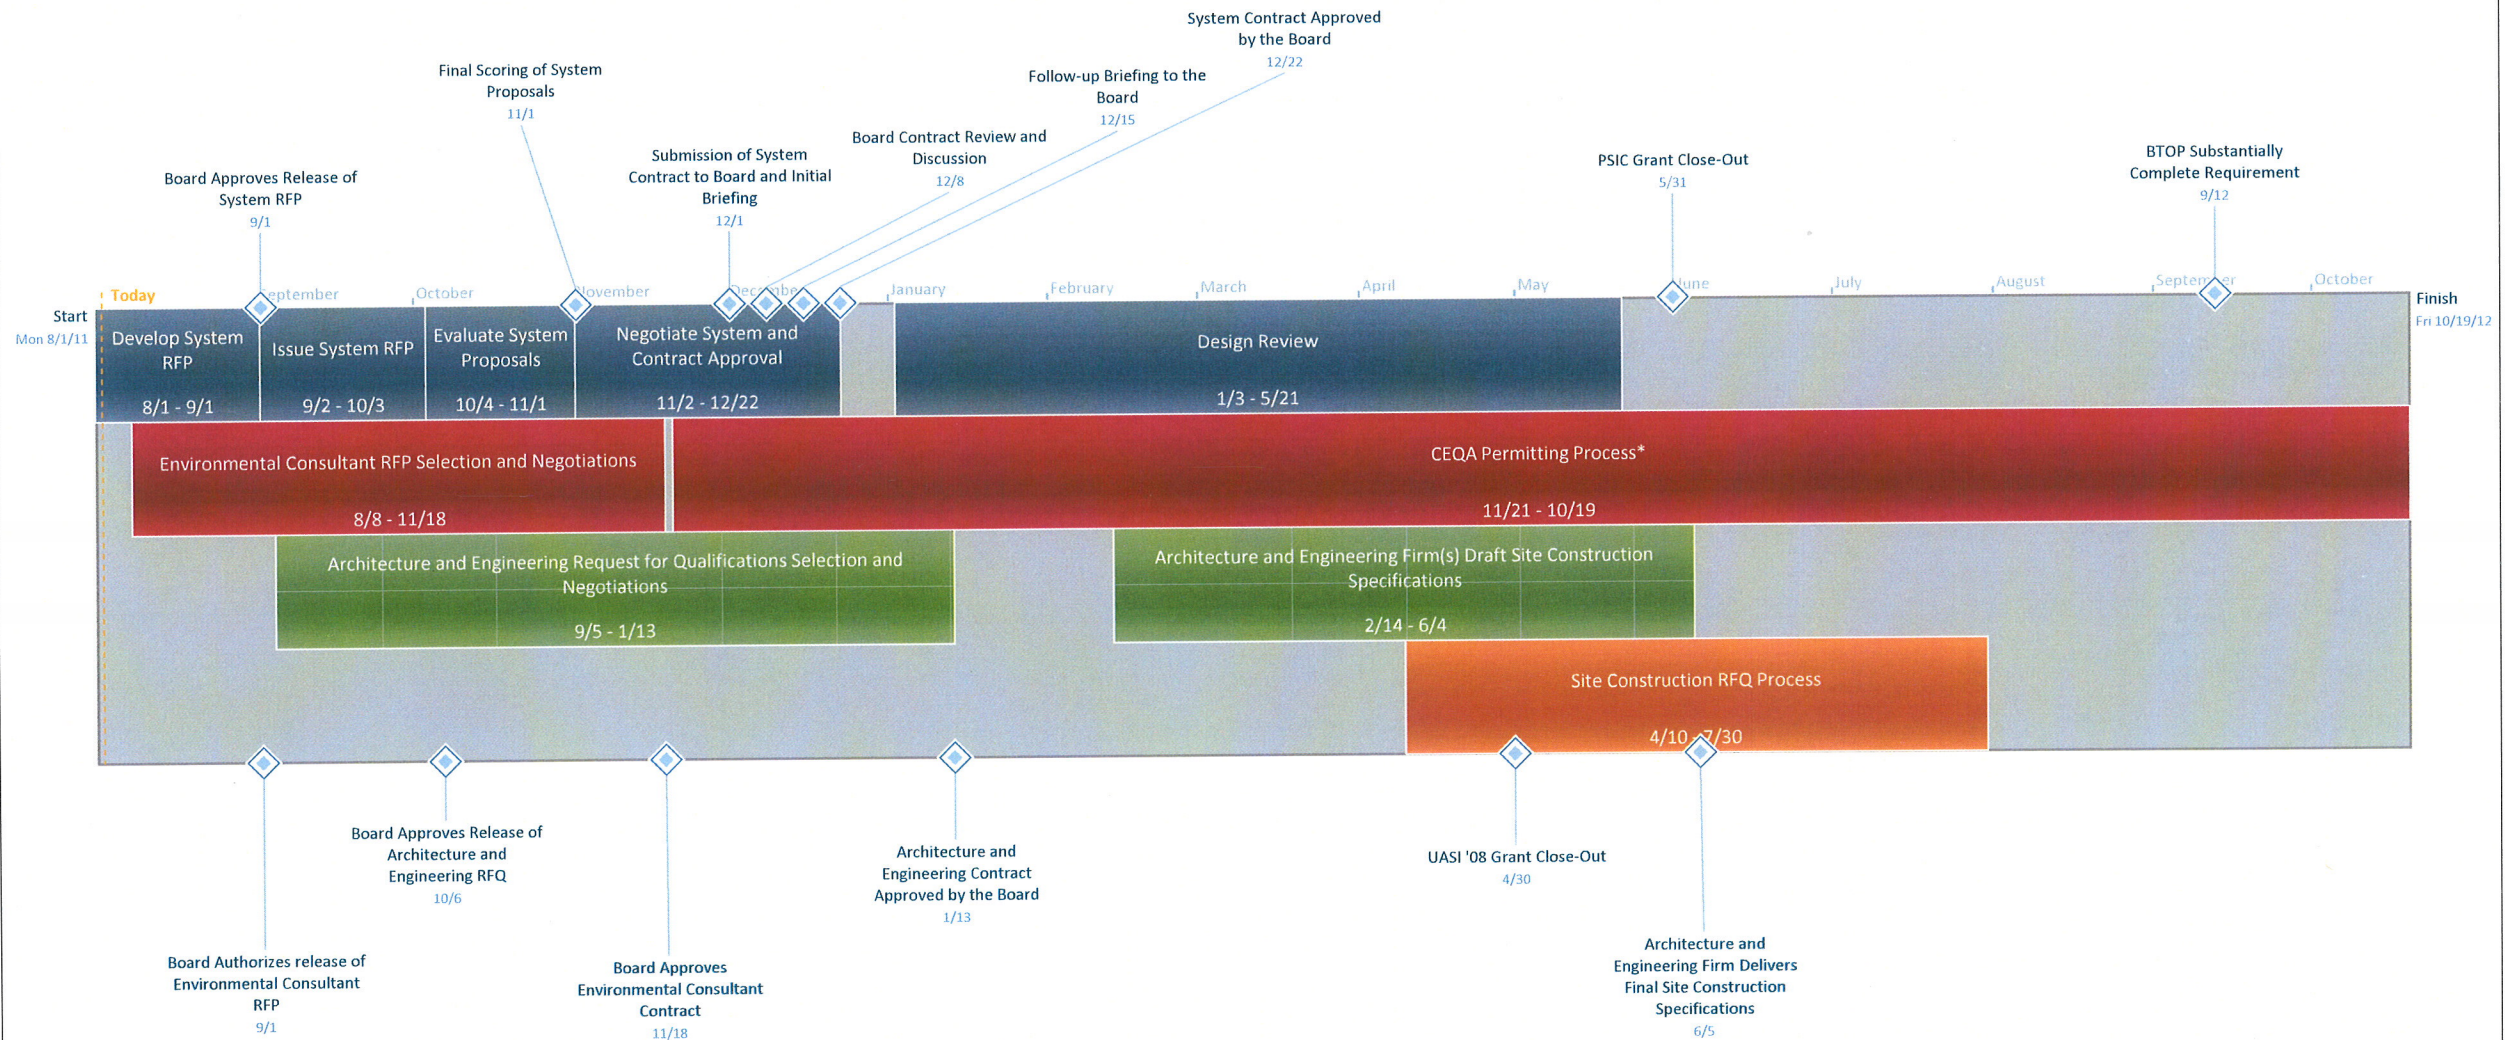 System Contract Approved
by the Board
12/22
Final Scoring of System
Proposals
11/1
Follow-up Briefing to the
Board
12/15
Board Contract Review and
Discussion
12/8
Submission of System
Contract to Board and Initial
Briefing
12/1
Board Approves Release of
System RFP
9/1
PSIC Grant Close-Out
5/31
BTOP Substantially
Complete Requirement
9/12
Today
September
October
November
December
January
February
March
April
May
June
July
August
September
October
Start
Mon 8/1/11
Finish
Fri 10/19/12
Develop System
RFP
8/1 - 9/1
Issue System RFP
9/2 - 10/3
Evaluate System
Proposals
10/4 - 11/1
Negotiate System and
Contract Approval
11/2 - 12/22
Design Review
1/3 - 5/21
Environmental Consultant RFP Selection and Negotiations
8/8 - 11/18
CEQA Permitting Process*
11/21 - 10/19
Architecture and Engineering Request for Qualifications Selection and
Negotiations
9/5 - 1/13
Architecture and Engineering Firm(s) Draft Site Construction
Specifications
2/14 - 6/4
Site Construction RFQ Process
4/10 - 7/30
Board Authorizes release of
Environmental Consultant
RFP
9/1
Board Approves Release of
Architecture and
Engineering RFQ
10/6
Board Approves
Environmental Consultant
Contract
11/18
Architecture and
Engineering Contract
Approved by the Board
1/13
UASI '08 Grant Close-Out
4/30
Architecture and
Engineering Firm Delivers
Final Site Construction
Specifications
6/5